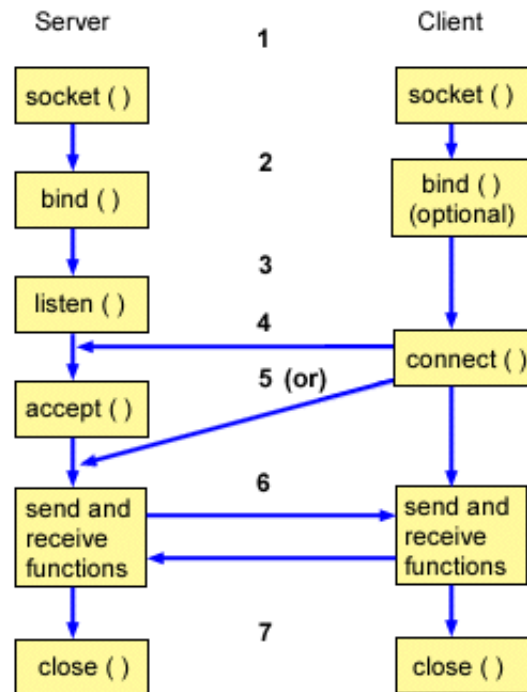 Server
1
Client
socket ( )
socket ( )
2
bind ( )
bind ( )
(optional)
3
listen ( )
4
connect ( )
5 (or)
accept ( )
6
send and
receive
functions
send and
receive
functions
7
close ( )
close ( )